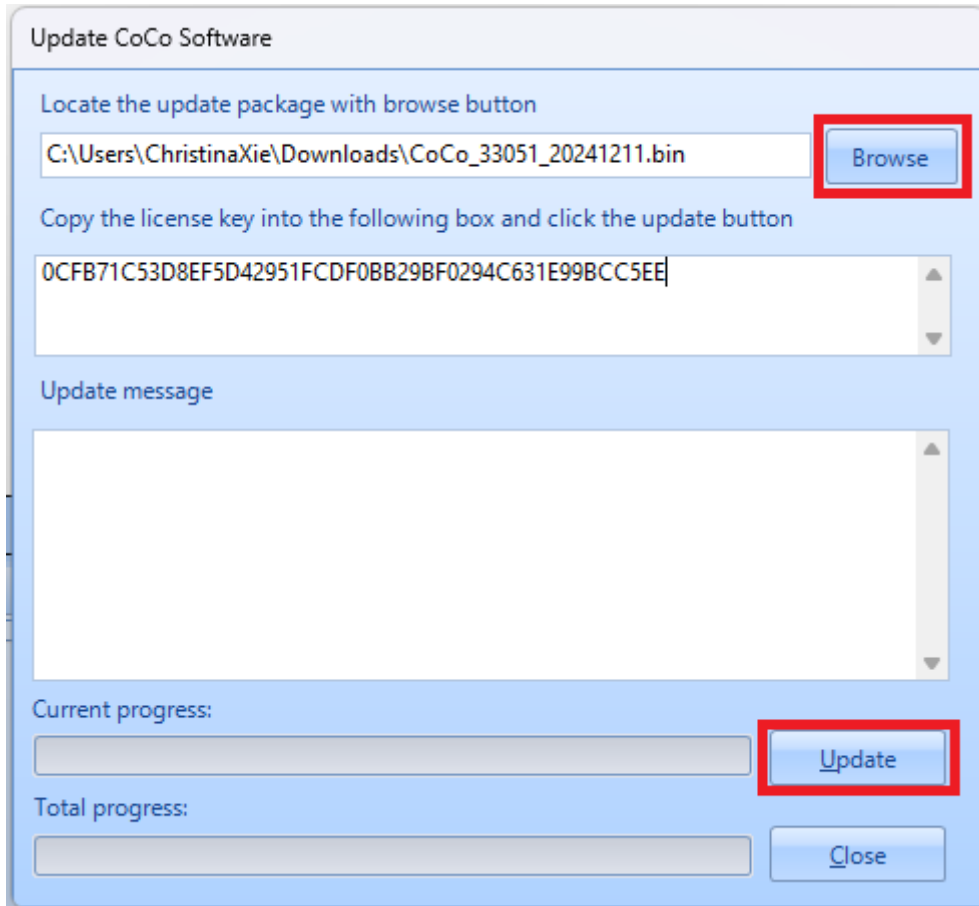 Update CoCo Software
Locate the update package with browse button
C:\Users\ChristinaXie\Downloads\CoCo_33051_20241211.bin
Browse
Copy the license key into the following box and click the update button
0CFB71C53D8EF5D42951FCDF0BB29BF0294C631E99BCC5EE
Update message
Current progress:
Update
Total progress:
Close